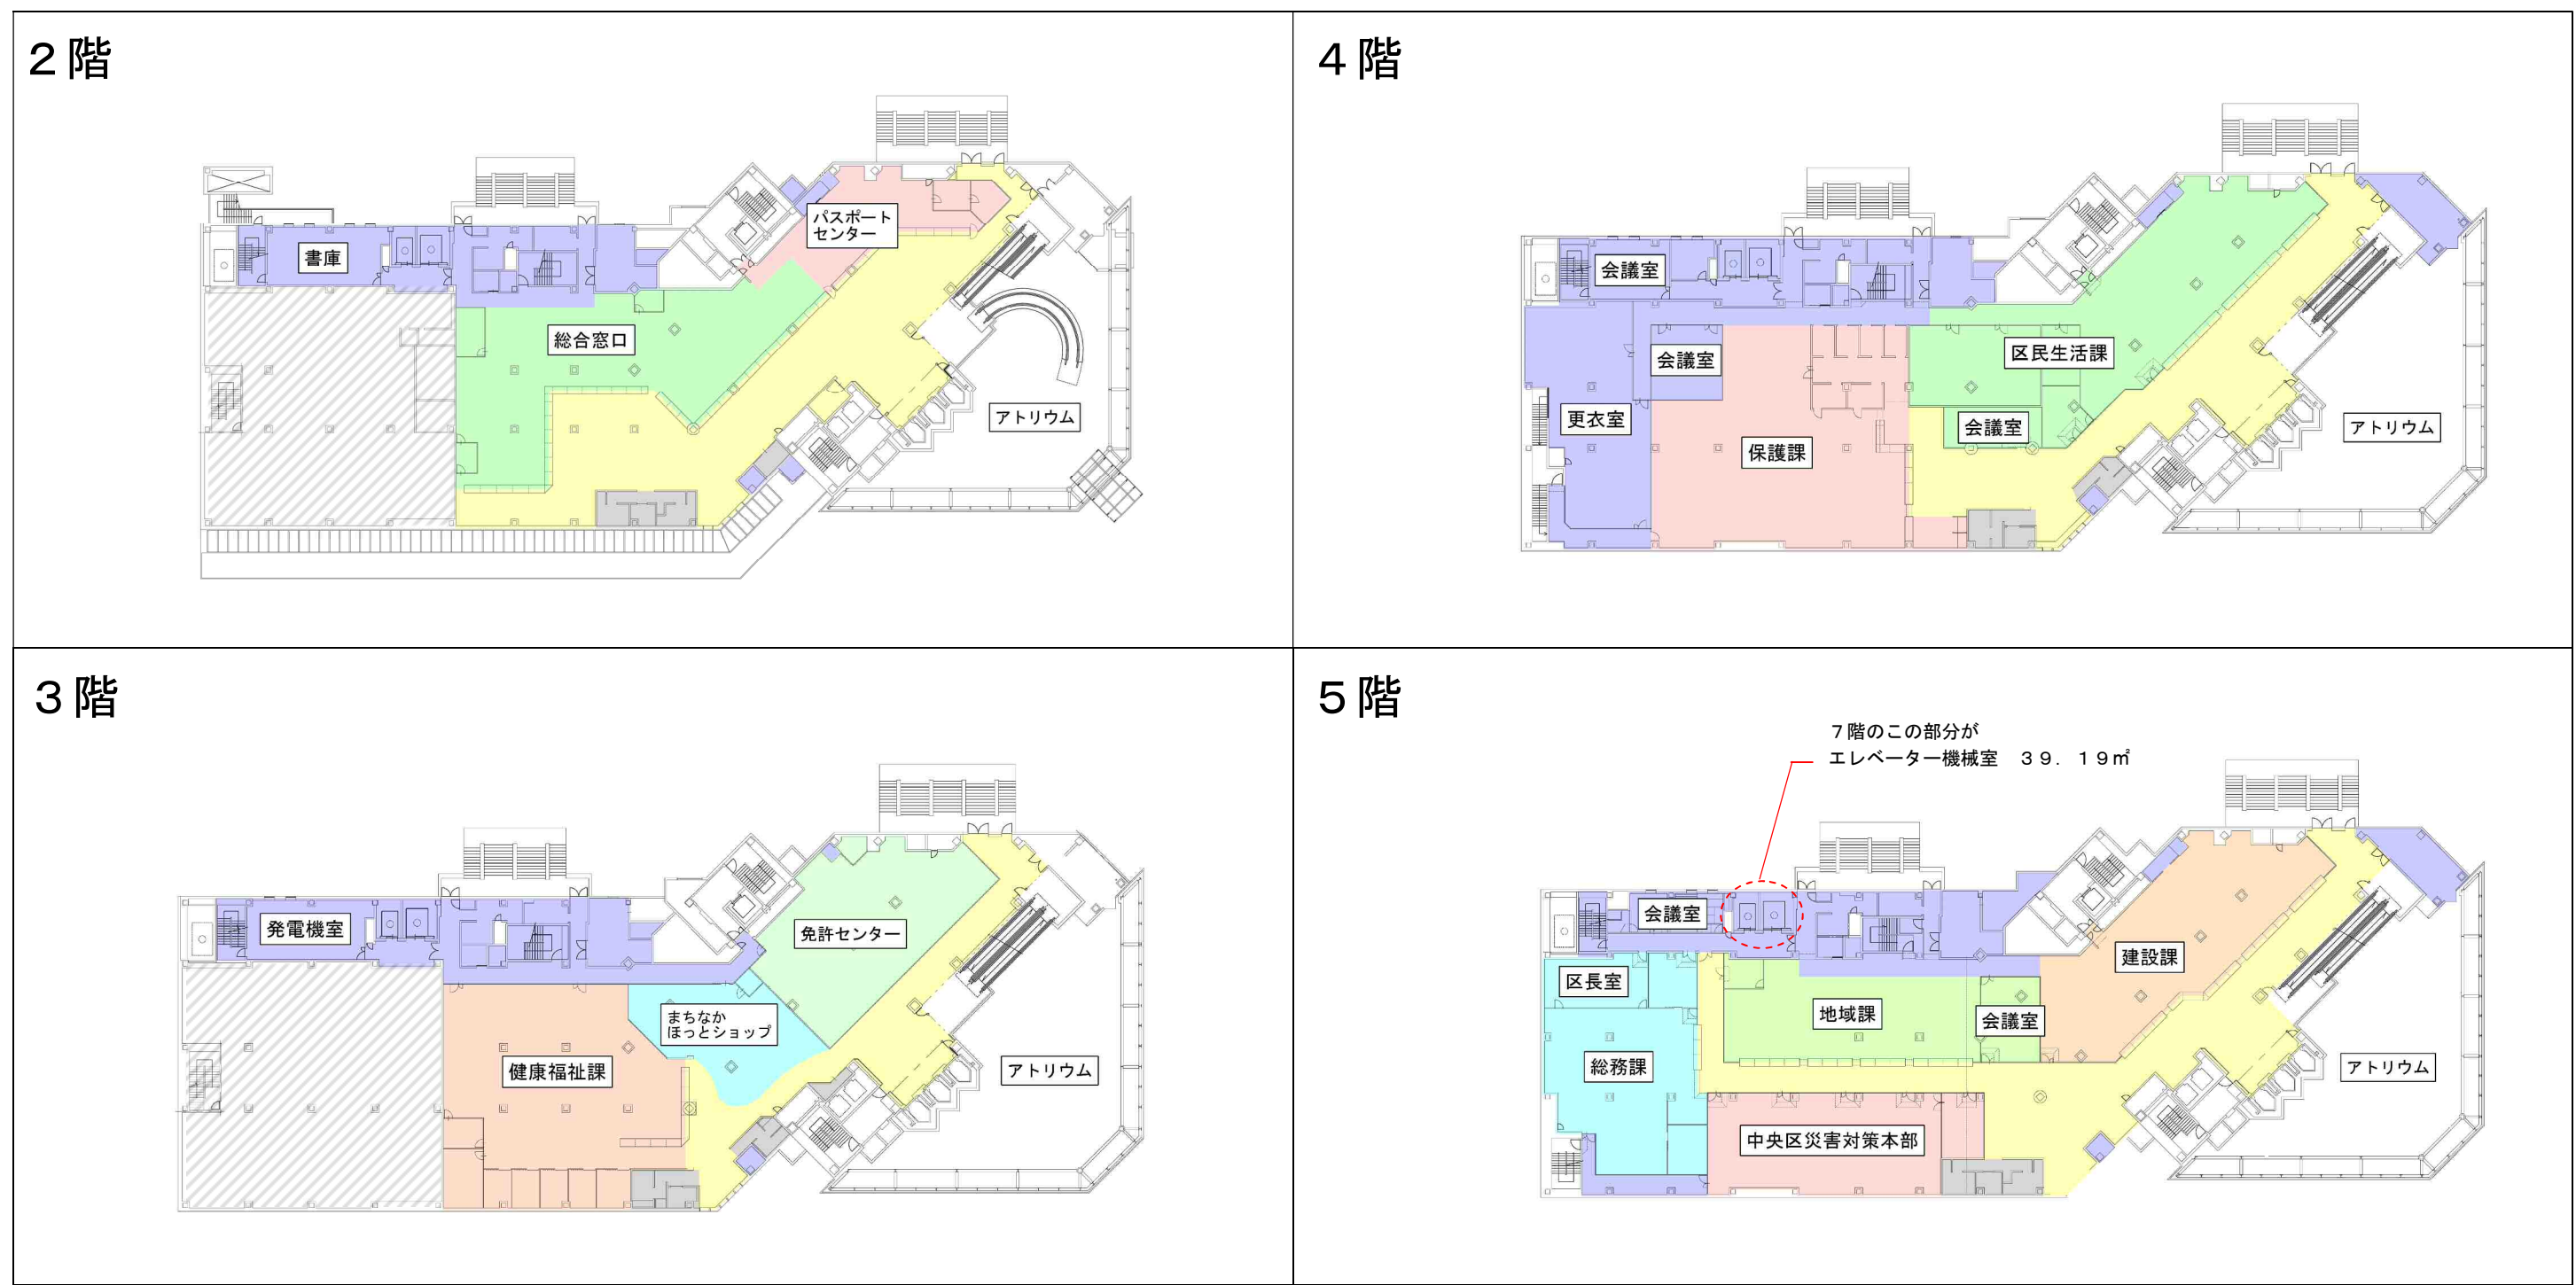 ２階
パスポート
センター
書庫
総合窓口
アトリウム
４階
会議室
会議室
区民生活課
更衣室
会議室
保護課
アトリウム
３階
発電機室
免許センター
まちなか
ほっとショップ
健康福祉課
アトリウム
５階
７階のこの部分が
エレベーター機械室　３９．１９㎡
会議室
建設課
区長室
地域課
会議室
総務課
アトリウム
中央区災害対策本部